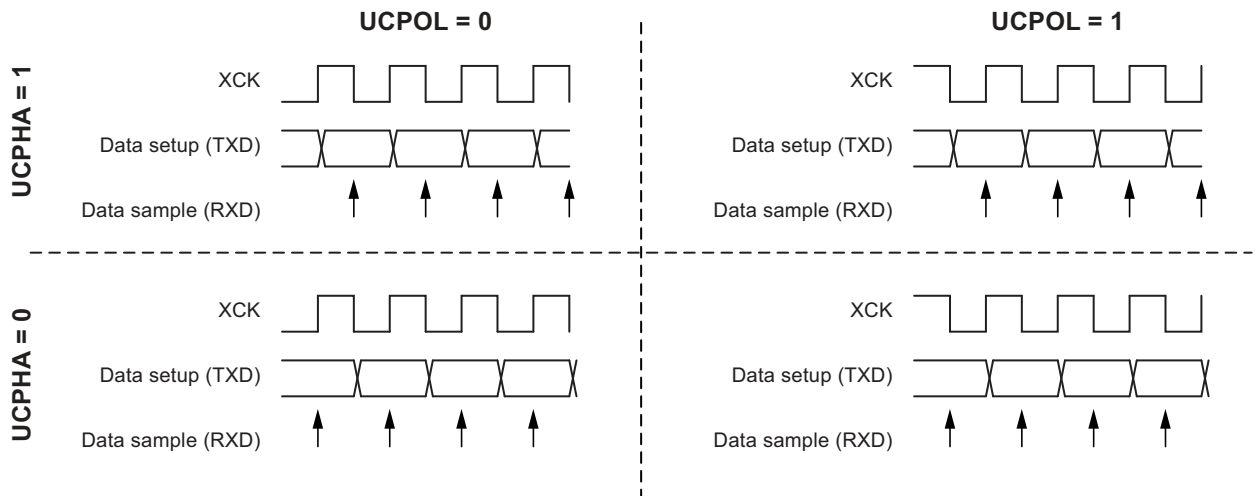 UCPOL = 0
UCPOL = 1
UCPHA = 1
XCK
Data setup (TXD)
Data sample (RXD)
XCK
Data setup (TXD)
Data sample (RXD)
UCPHA = 0
XCK
Data setup (TXD)
Data sample (RXD)
XCK
Data setup (TXD)
Data sample (RXD)